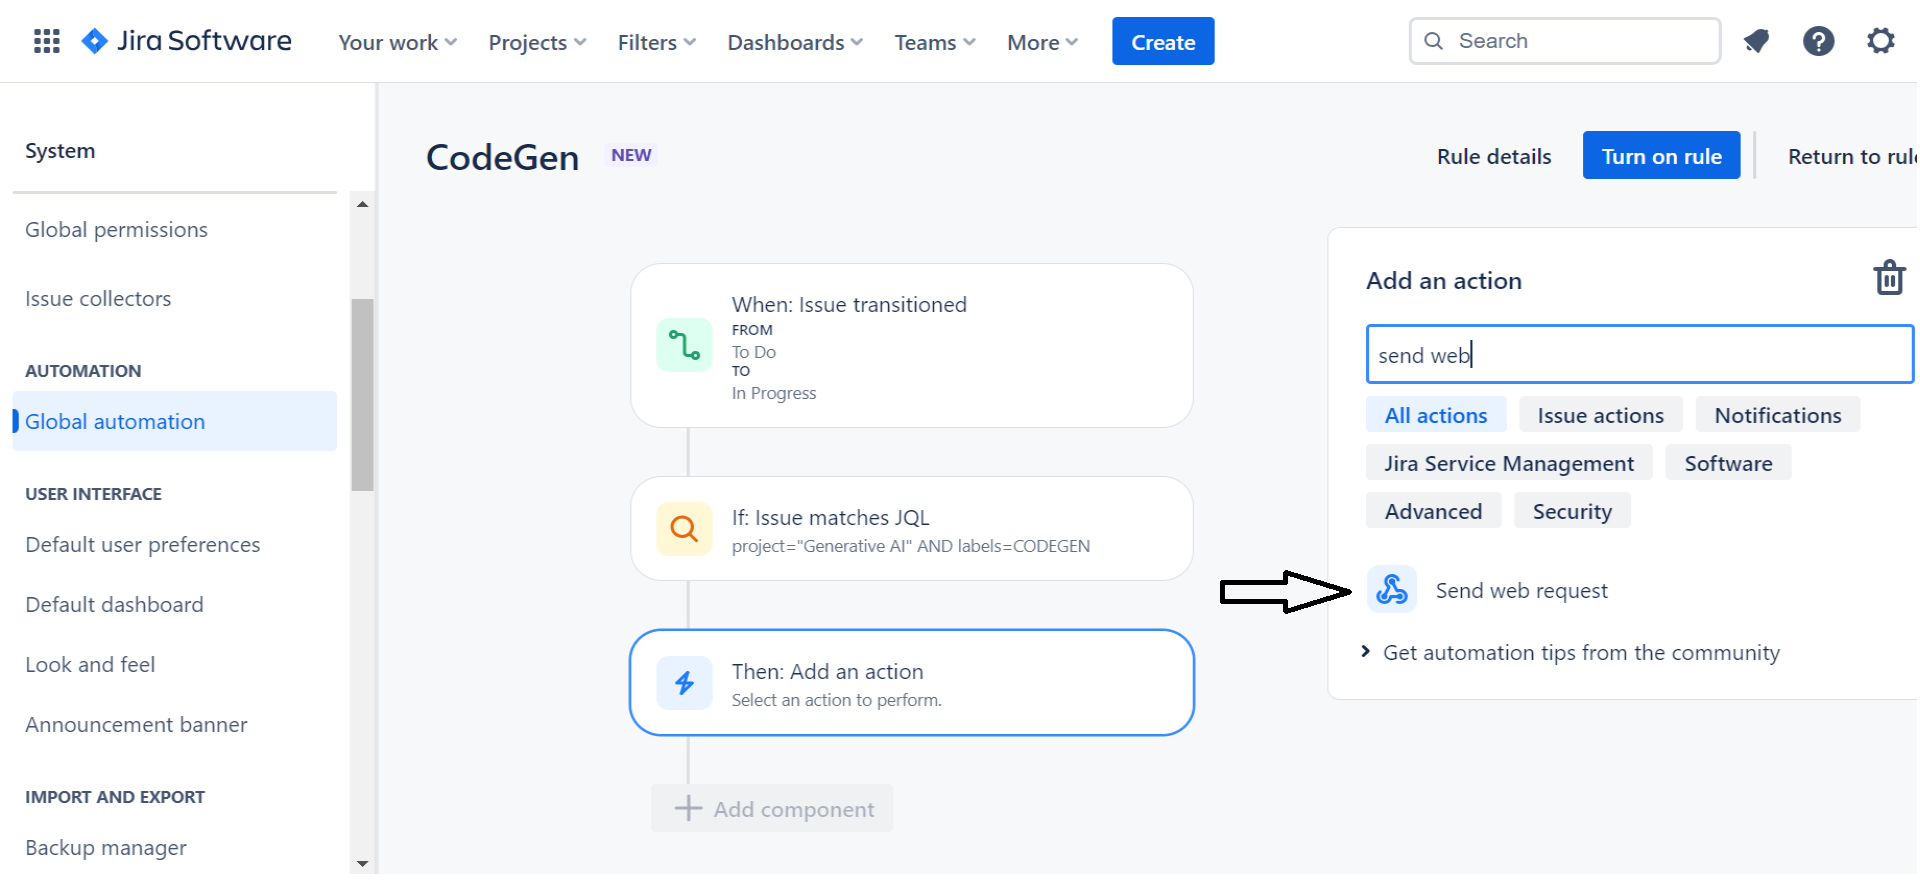 Jira Software
Your work
Projects
Filters
Dashboards
Teams
More
Create
Search
System
Global permissions
Issue collectors
AUTOMATION
Global automation
USER INTERFACE
Default user preferences
Default dashboard
Look and feel
Announcement banner
IMPORT AND EXPORT
Backup manager
CodeGen NEW
Rule details
Turn on rule
Return to rul
When: Issue transitioned
FROM
To Do
TO
In Progress
If: Issue matches JQL
project="Generative AI" AND labels=CODEGEN
Then: Add an action
Select an action to perform.
Add component
Add an action
send web
All actions
Issue actions
Notifications
Jira Service Management
Software
Advanced
Security
Send web request
Get automation tips from the community